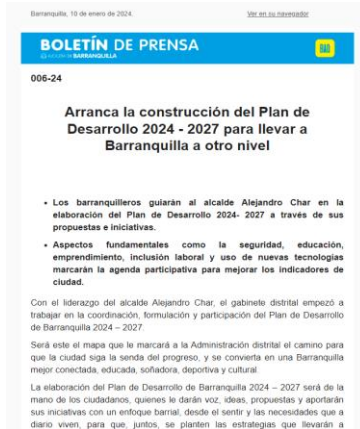 Barranquilla, 10 de enero de 2024.
Ver en su navegador
BOLETÍN DE PRENSA
ALCALDÍA DE BARRANQUILLA
BAQ
006-24
Arranca la construcción del Plan de
Desarrollo 2024 - 2027 para llevar a
Barranquilla a otro nivel
• Los barranquilleros guiarán al alcalde Alejandro Char en la
elaboración del Plan de Desarrollo 2024- 2027 a través de sus
propuestas e iniciativas.
• Aspectos fundamentales como la seguridad, educación,
emprendimiento, inclusión laboral y uso de nuevas tecnologías
marcarán la agenda participativa para mejorar los indicadores de
ciudad.
Con el liderazgo del alcalde Alejandro Char, el gabinete distrital empezó a
trabajar en la coordinación, formulación y participación del Plan de Desarrollo
de Barranquilla 2024 – 2027.
Será este el mapa que le marcará a la Administración distrital el camino para
que la ciudad siga la senda del progreso, y se convierta en una Barranquilla
mejor conectada, educada, soñadora, deportiva y cultural.
La elaboración del Plan de Desarrollo de Barranquilla 2024 – 2027 será de la
mano de los ciudadanos, quienes le darán voz, ideas, propuestas y aportarán
sus iniciativas con un enfoque barrial, desde el sentir y las necesidades que a
diario viven, para que, juntos, se planten las estrategias que llevarán a